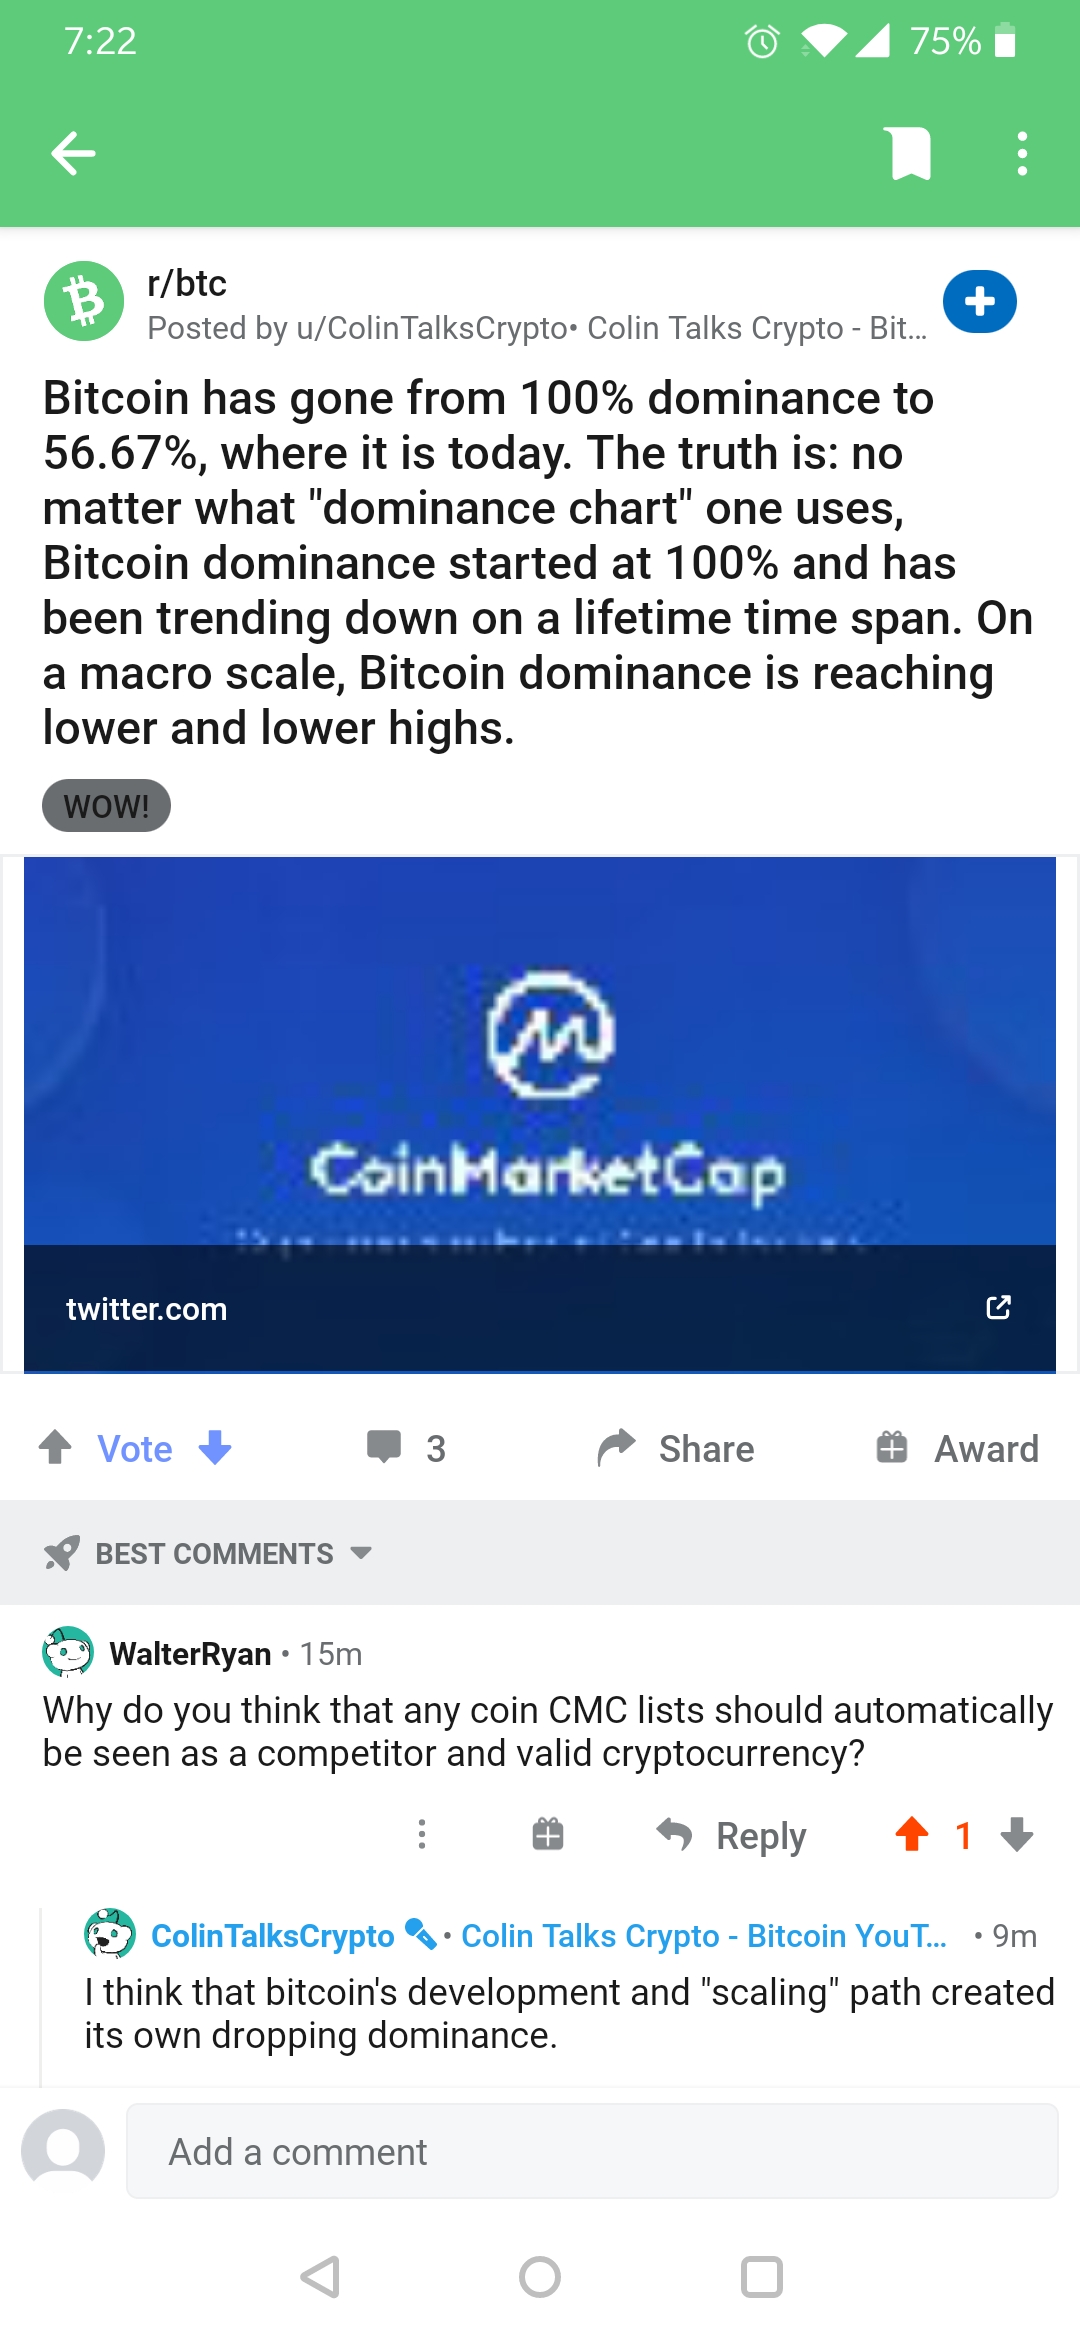 7:22
75%
r/btc
Posted by u/ColinTalksCrypto• Colin Talks Crypto - Bit...
Bitcoin has gone from 100% dominance to
56.67%, where it is today. The truth is: no
matter what "dominance chart" one uses,
Bitcoin dominance started at 100% and has
been trending down on a lifetime time span. On
a macro scale, Bitcoin dominance is reaching
lower and lower highs.
WOW!
CoinMarketCap
twitter.com
Vote
3
Share
Award
BEST COMMENTS
WalterRyan • 15m
Why do you think that any coin CMC lists should automatically
be seen as a competitor and valid cryptocurrency?
Reply
1
ColinTalksCrypto • Colin Talks Crypto - Bitcoin YouT... • 9m
I think that bitcoin's development and "scaling" path created
its own dropping dominance.
Add a comment